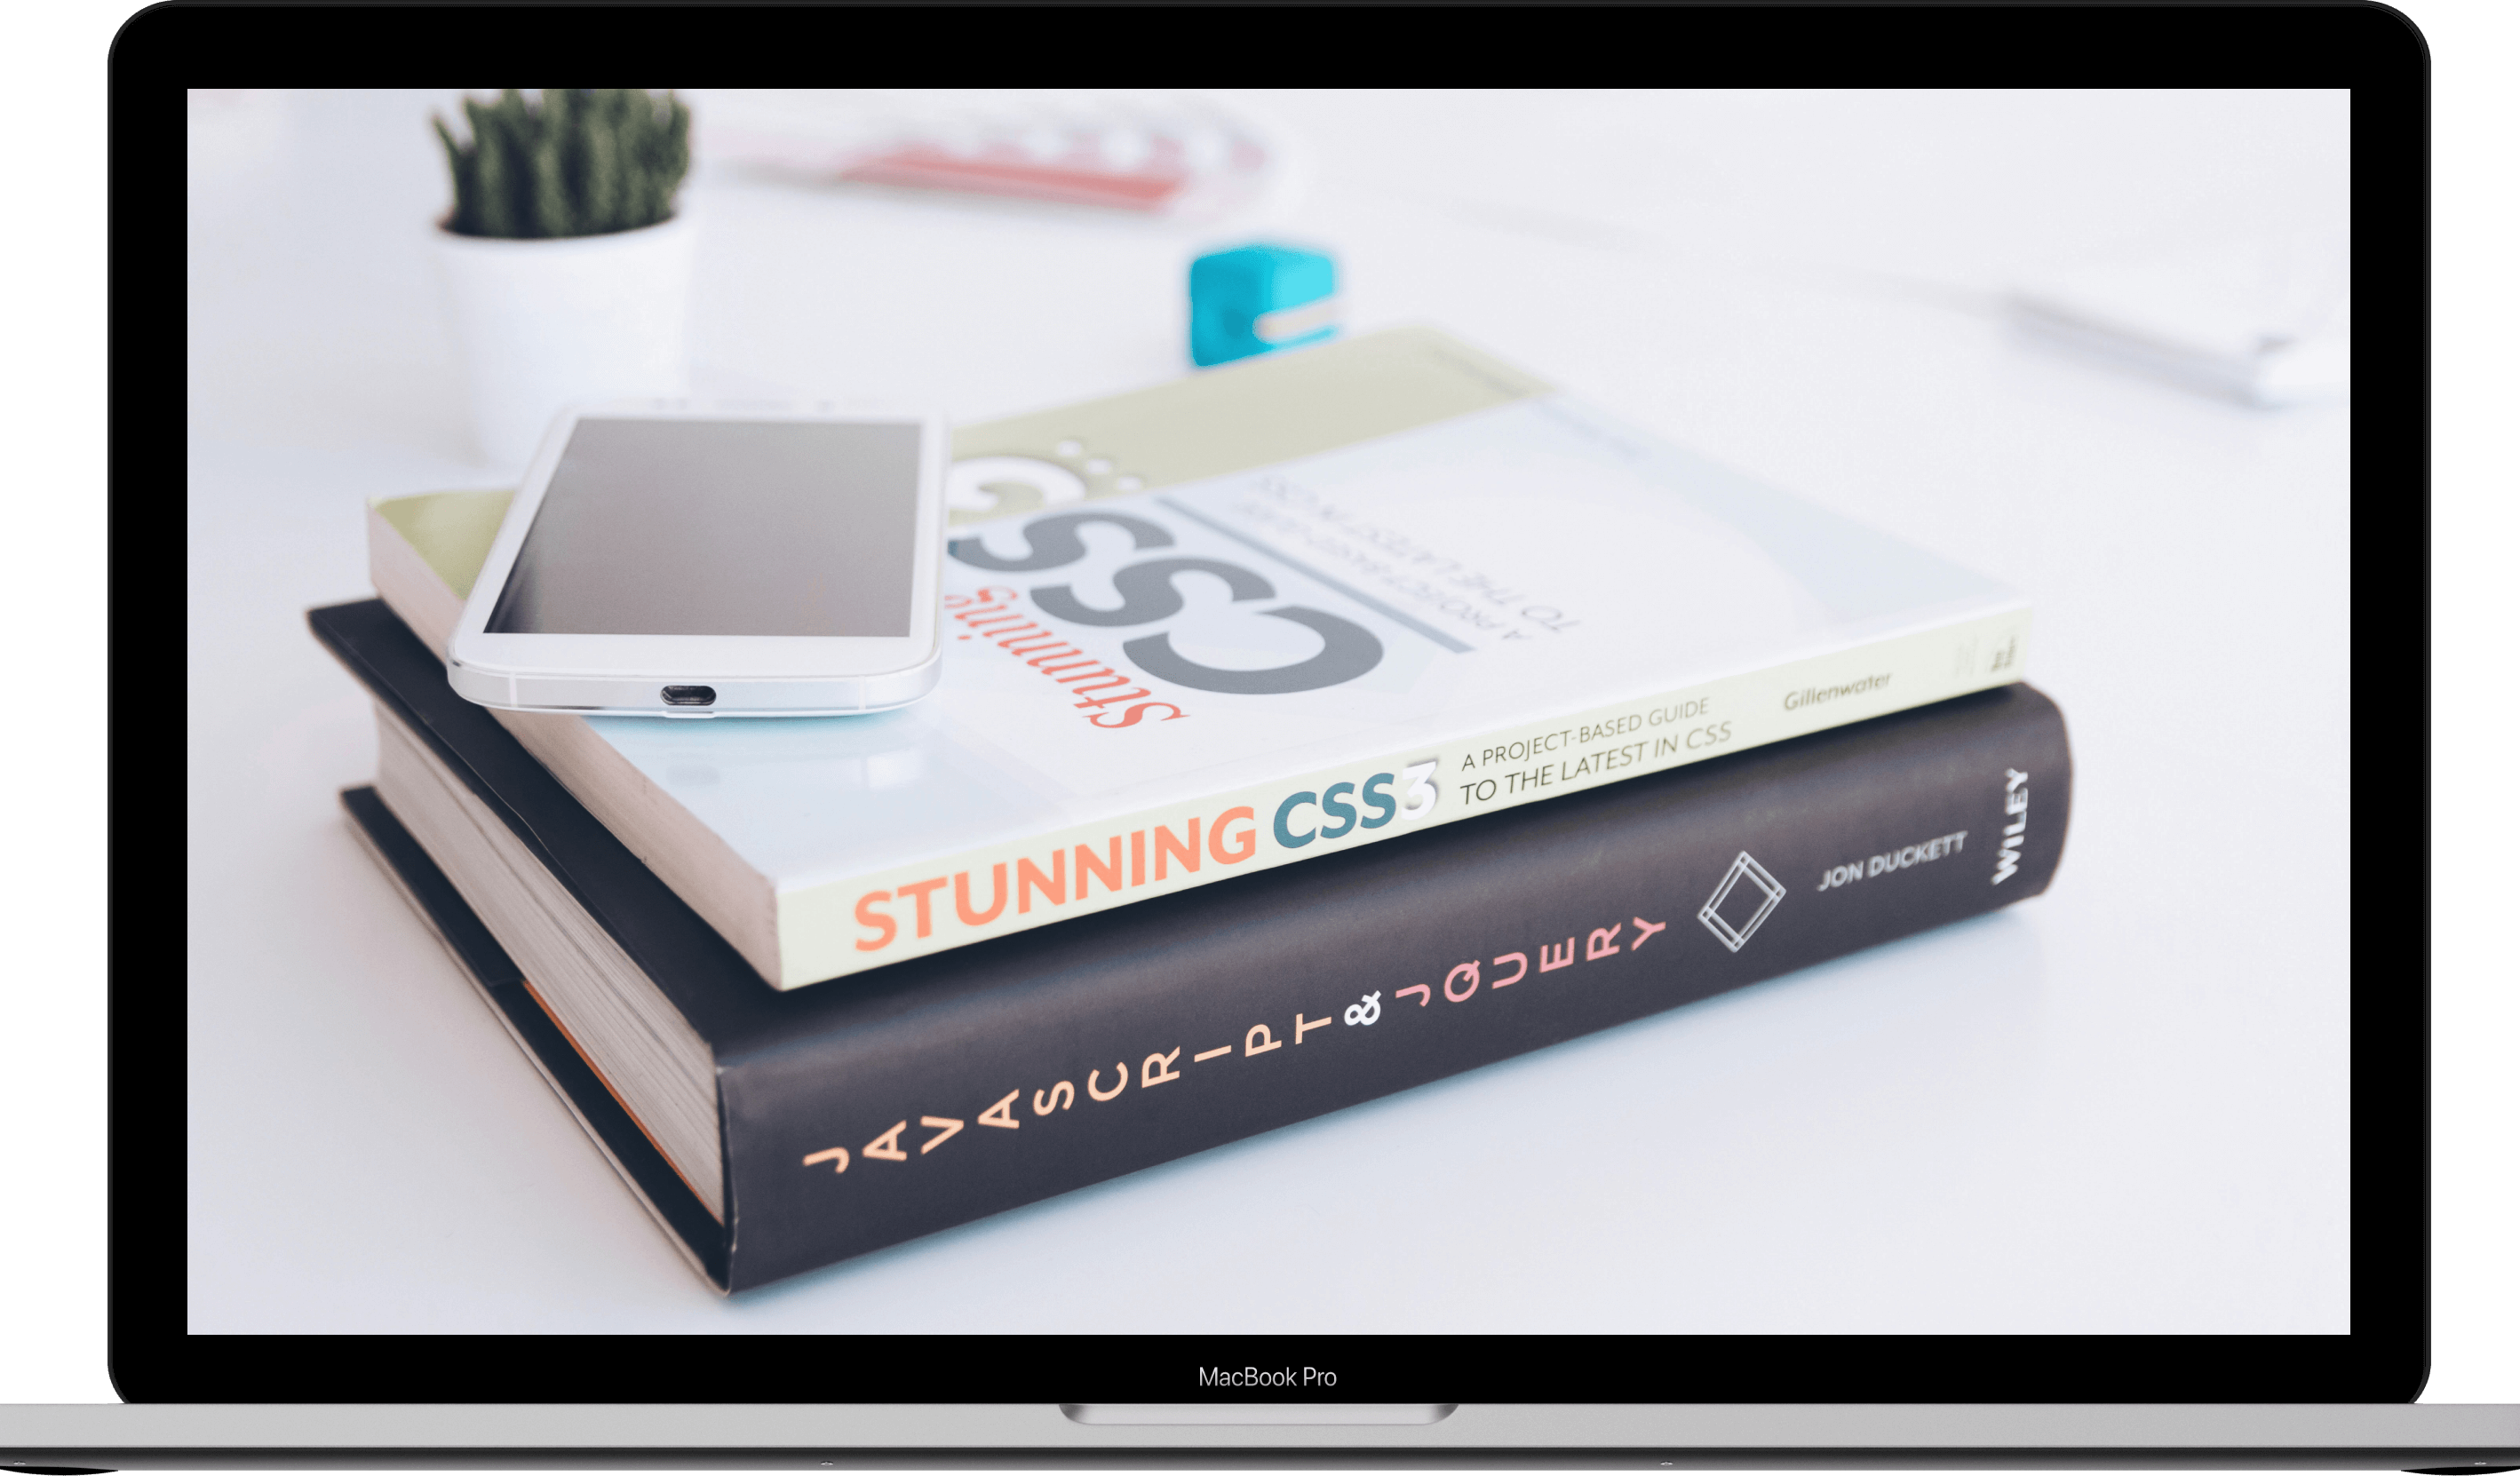 Stunning
CSS3
A PROJECT-BASED GUIDE
TO THE LATEST IN CSS
STUNNING CSS3
A PROJECT-BASED GUIDE
TO THE LATEST IN CSS
Gillenwater
JAVASCRIPT & JQUERY
JON DUCKETT
WILEY
MacBook Pro